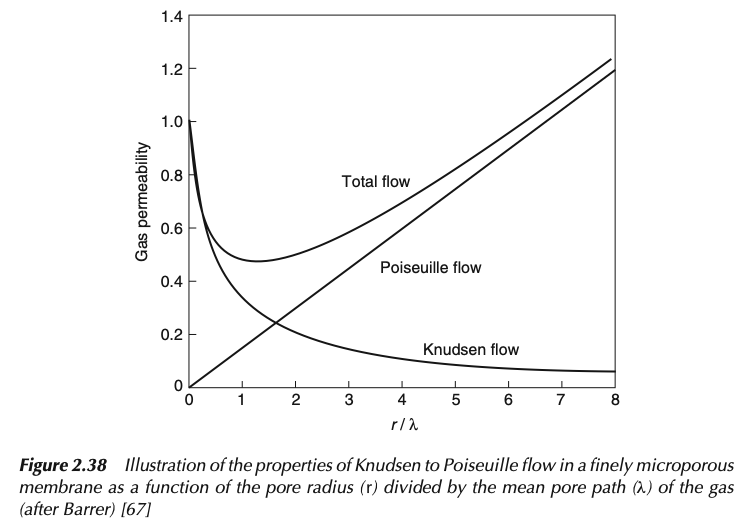 1.4
1.2
1.0
0.8
0.6
0.4
0.2
0
Gas permeability
Total flow
Poiseuille flow
Knudsen flow
0 1 2 3 4 5 6 7 8
r / λ
Figure 2.38 Illustration of the properties of Knudsen to Poiseuille flow in a finely microporous
membrane as a function of the pore radius (r) divided by the mean pore path (λ) of the gas
(after Barrer) [67]